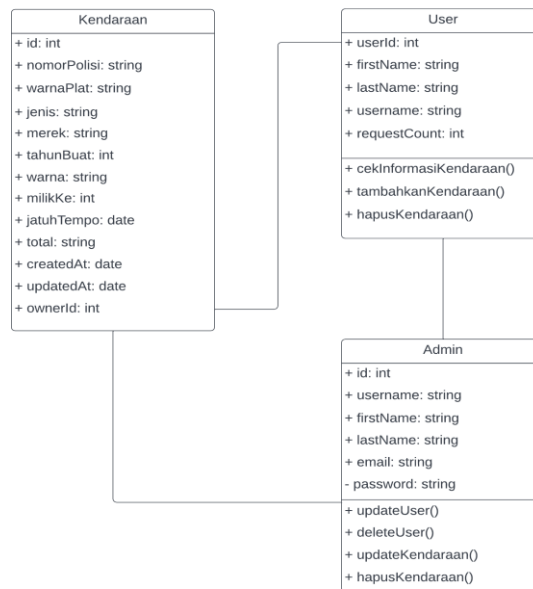 Kendaraan
+ id: int
+ nomorPolisi: string
+ warnaPlat: string
+ jenis: string
+ merek: string
+ tahunBuat: int
+ warna: string
+ milikKe: int
+ jatuhTempo: date
+ total: string
+ createdAt: date
+ updatedAt: date
+ ownerId: int
User
+ userId: int
+ firstName: string
+ lastName: string
+ username: string
+ requestCount: int
+ cekInformasiKendaraan()
+ tambahkanKendaraan()
+ hapusKendaraan()
Admin
+ id: int
+ username: string
+ firstName: string
+ lastName: string
+ email: string
- password: string
+ updateUser()
+ deleteUser()
+ updateKendaraan()
+ hapusKendaraan()